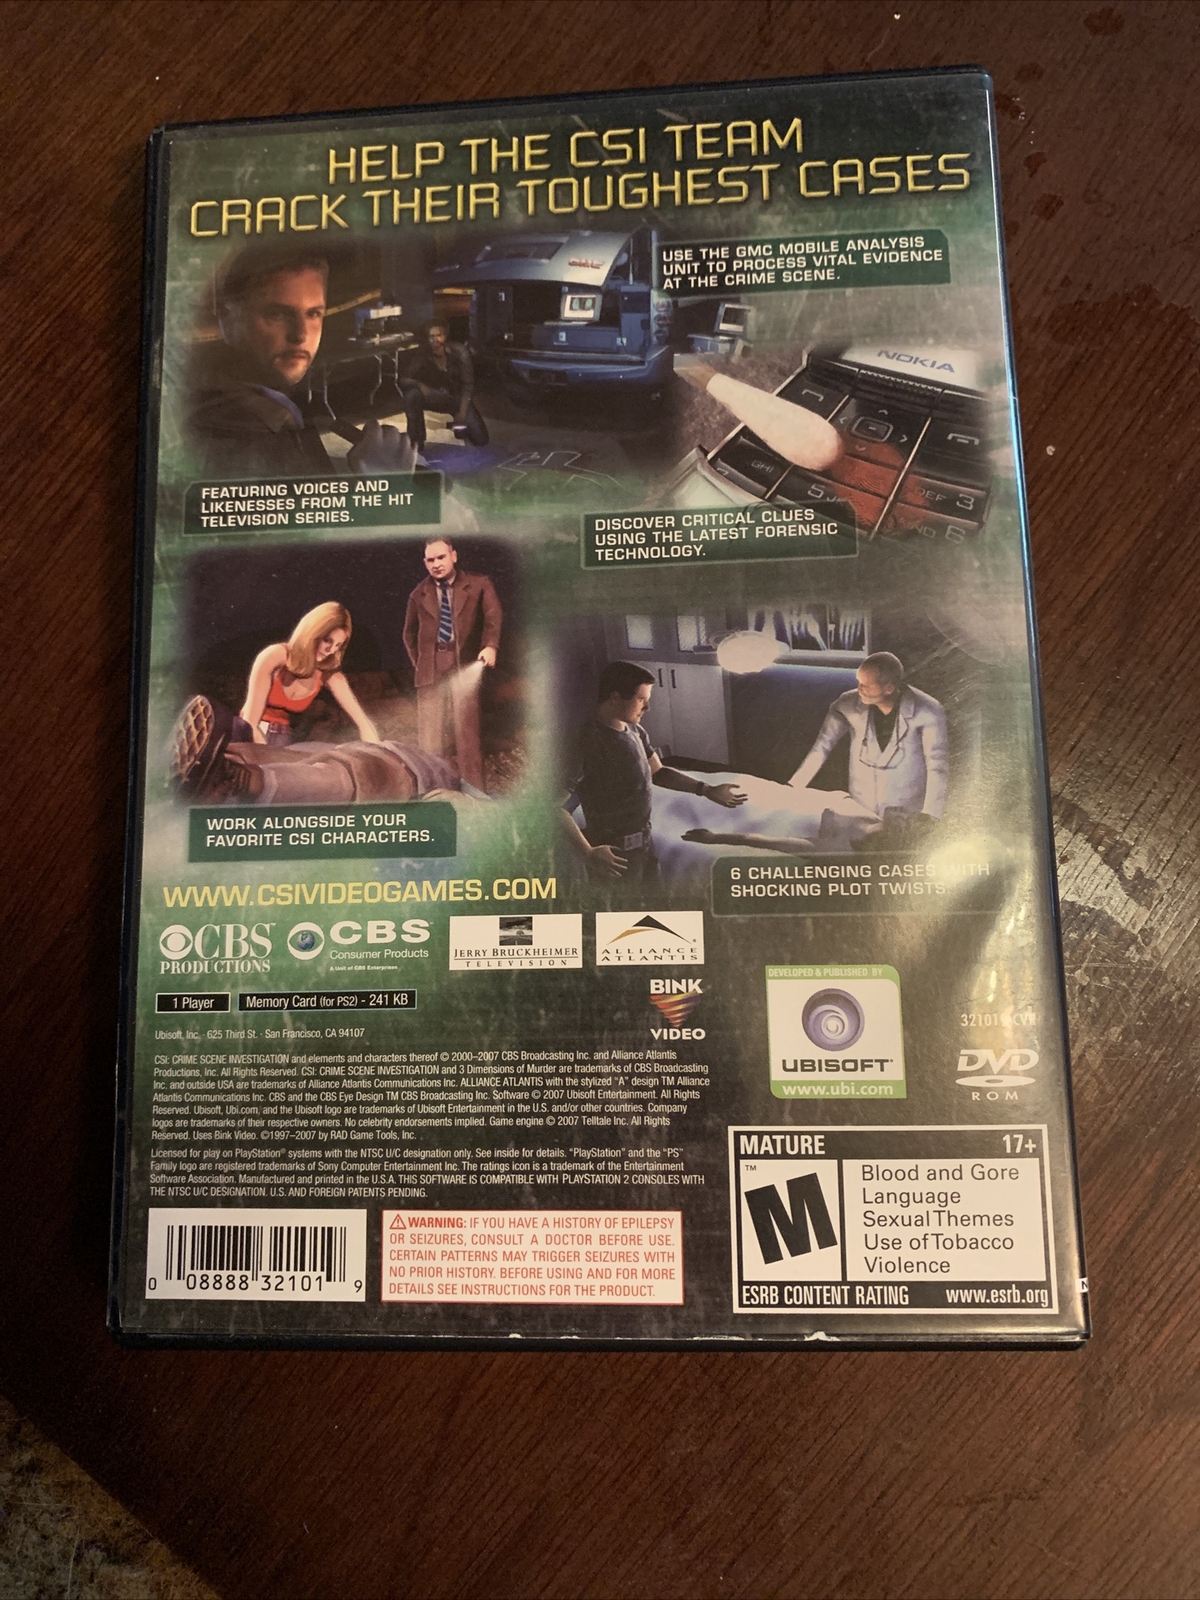 HELP THE CSI TEAM
CRACK THEIR TOUGHEST CASES
USE THE GMC MOBILE ANALYSIS
UNIT TO PROCESS VITAL EVIDENCE
AT THE CRIME SCENE.
GMC
NOKIA
GHI
5 J
DEF 3
6
FEATURING VOICES AND
LIKENESSES FROM THE HIT
TELEVISION SERIES.
DISCOVER CRITICAL CLUES
USING THE LATEST FORENSIC
TECHNOLOGY.
WORK ALONGSIDE YOUR
FAVORITE CSI CHARACTERS.
6 CHALLENGING CASES WITH
SHOCKING PLOT TWISTS.
WWW.CSIVIDEOGAMES.COM
CBS
PRODUCTIONS
CBS
Consumer Products
A Unit of CBS Enterprises
JERRY BRUCKHEIMER
TELEVISION
ALLIANCE
ATLANTIS
1 Player
Memory Card (for PS2) - 241 KB
BINK
VIDEO
DEVELOPED & PUBLISHED BY
UBISOFT
www.ubi.com
DVD
ROM
Ubisoft, Inc. · 625 Third St. · San Francisco, CA 94107
CSI: CRIME SCENE INVESTIGATION and elements and characters thereof © 2000–2007 CBS Broadcasting Inc. and Alliance Atlantis
Productions, Inc. All Rights Reserved. CSI: CRIME SCENE INVESTIGATION and 3 Dimensions of Murder are trademarks of CBS Broadcasting
Inc. and outside USA are trademarks of Alliance Atlantis Communications Inc. ALLIANCE ATLANTIS with the stylized "A" design TM Alliance
Atlantis Communications Inc. CBS and the CBS Eye Design TM CBS Broadcasting Inc. Software © 2007 Ubisoft Entertainment. All Rights
Reserved. Ubisoft, Ubi.com, and the Ubisoft logo are trademarks of Ubisoft Entertainment in the U.S. and/or other countries. Company
logos are trademarks of their respective owners. No celebrity endorsements implied. Game engine © 2007 Telltale Inc. All Rights
Reserved. Uses Bink Video. ©1997–2007 by RAD Game Tools, Inc.
Licensed for play on PlayStation® systems with the NTSC U/C designation only. See inside for details. "PlayStation" and the "PS"
Family logo are registered trademarks of Sony Computer Entertainment Inc. The ratings icon is a trademark of the Entertainment
Software Association. Manufactured and printed in the U.S.A. THIS SOFTWARE IS COMPATIBLE WITH PLAYSTATION 2 CONSOLES WITH
THE NTSC U/C DESIGNATION. U.S. AND FOREIGN PATENTS PENDING.
0 08888 32101 9
WARNING: IF YOU HAVE A HISTORY OF EPILEPSY
OR SEIZURES, CONSULT A DOCTOR BEFORE USE.
CERTAIN PATTERNS MAY TRIGGER SEIZURES WITH
NO PRIOR HISTORY. BEFORE USING AND FOR MORE
DETAILS SEE INSTRUCTIONS FOR THE PRODUCT.
MATURE 17+
M ™
Blood and Gore
Language
Sexual Themes
Use of Tobacco
Violence
ESRB CONTENT RATING www.esrb.org